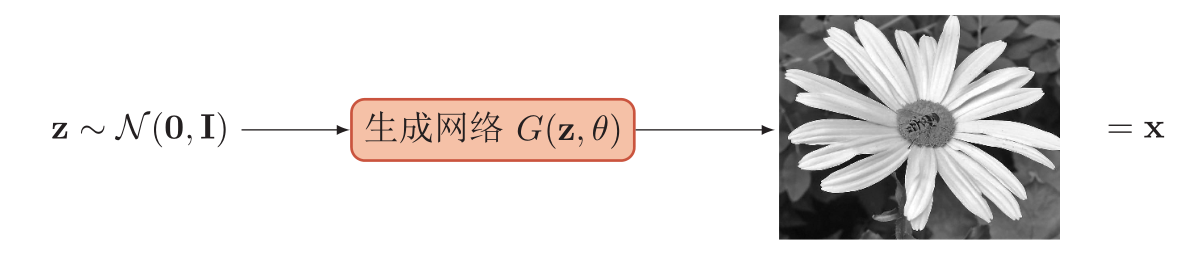 z ∼ 𝒩(0, I) 生成网络 G(z, θ) = x